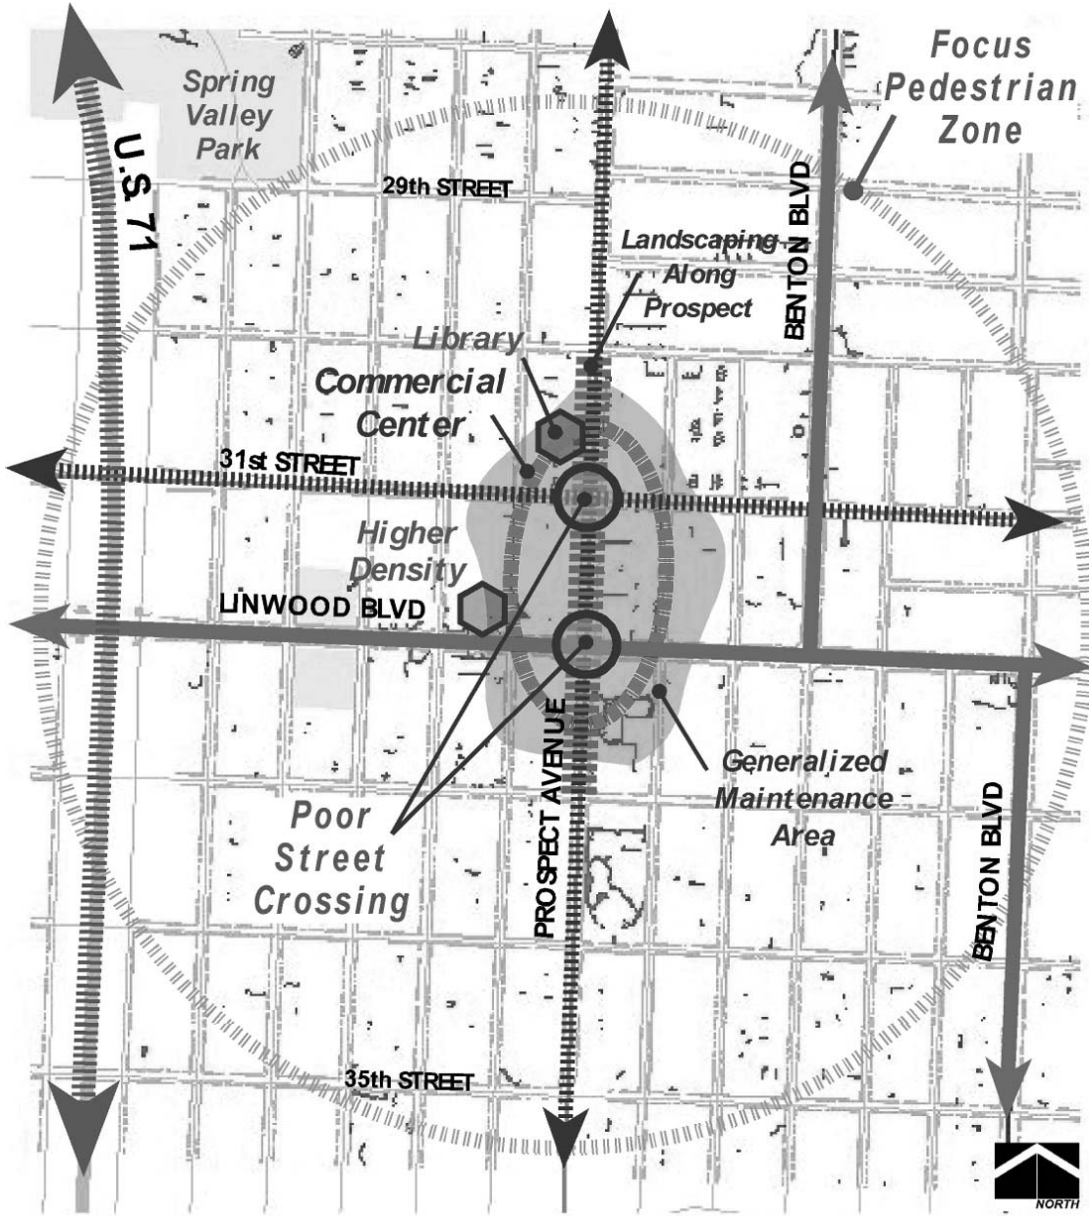 Focus
Pedestrian
Zone
Spring
Valley
Park
U.S 71
29th STREET
BENTON BLVD
Landscaping
Along
Prospect
Library
Commercial
Center
31st STREET
Higher
Density
LINWOOD BLVD
PROSPECT AVENUE
Generalized
Maintenance
Area
Poor
Street
Crossing
BENTON BLVD
35th STREET
NORTH